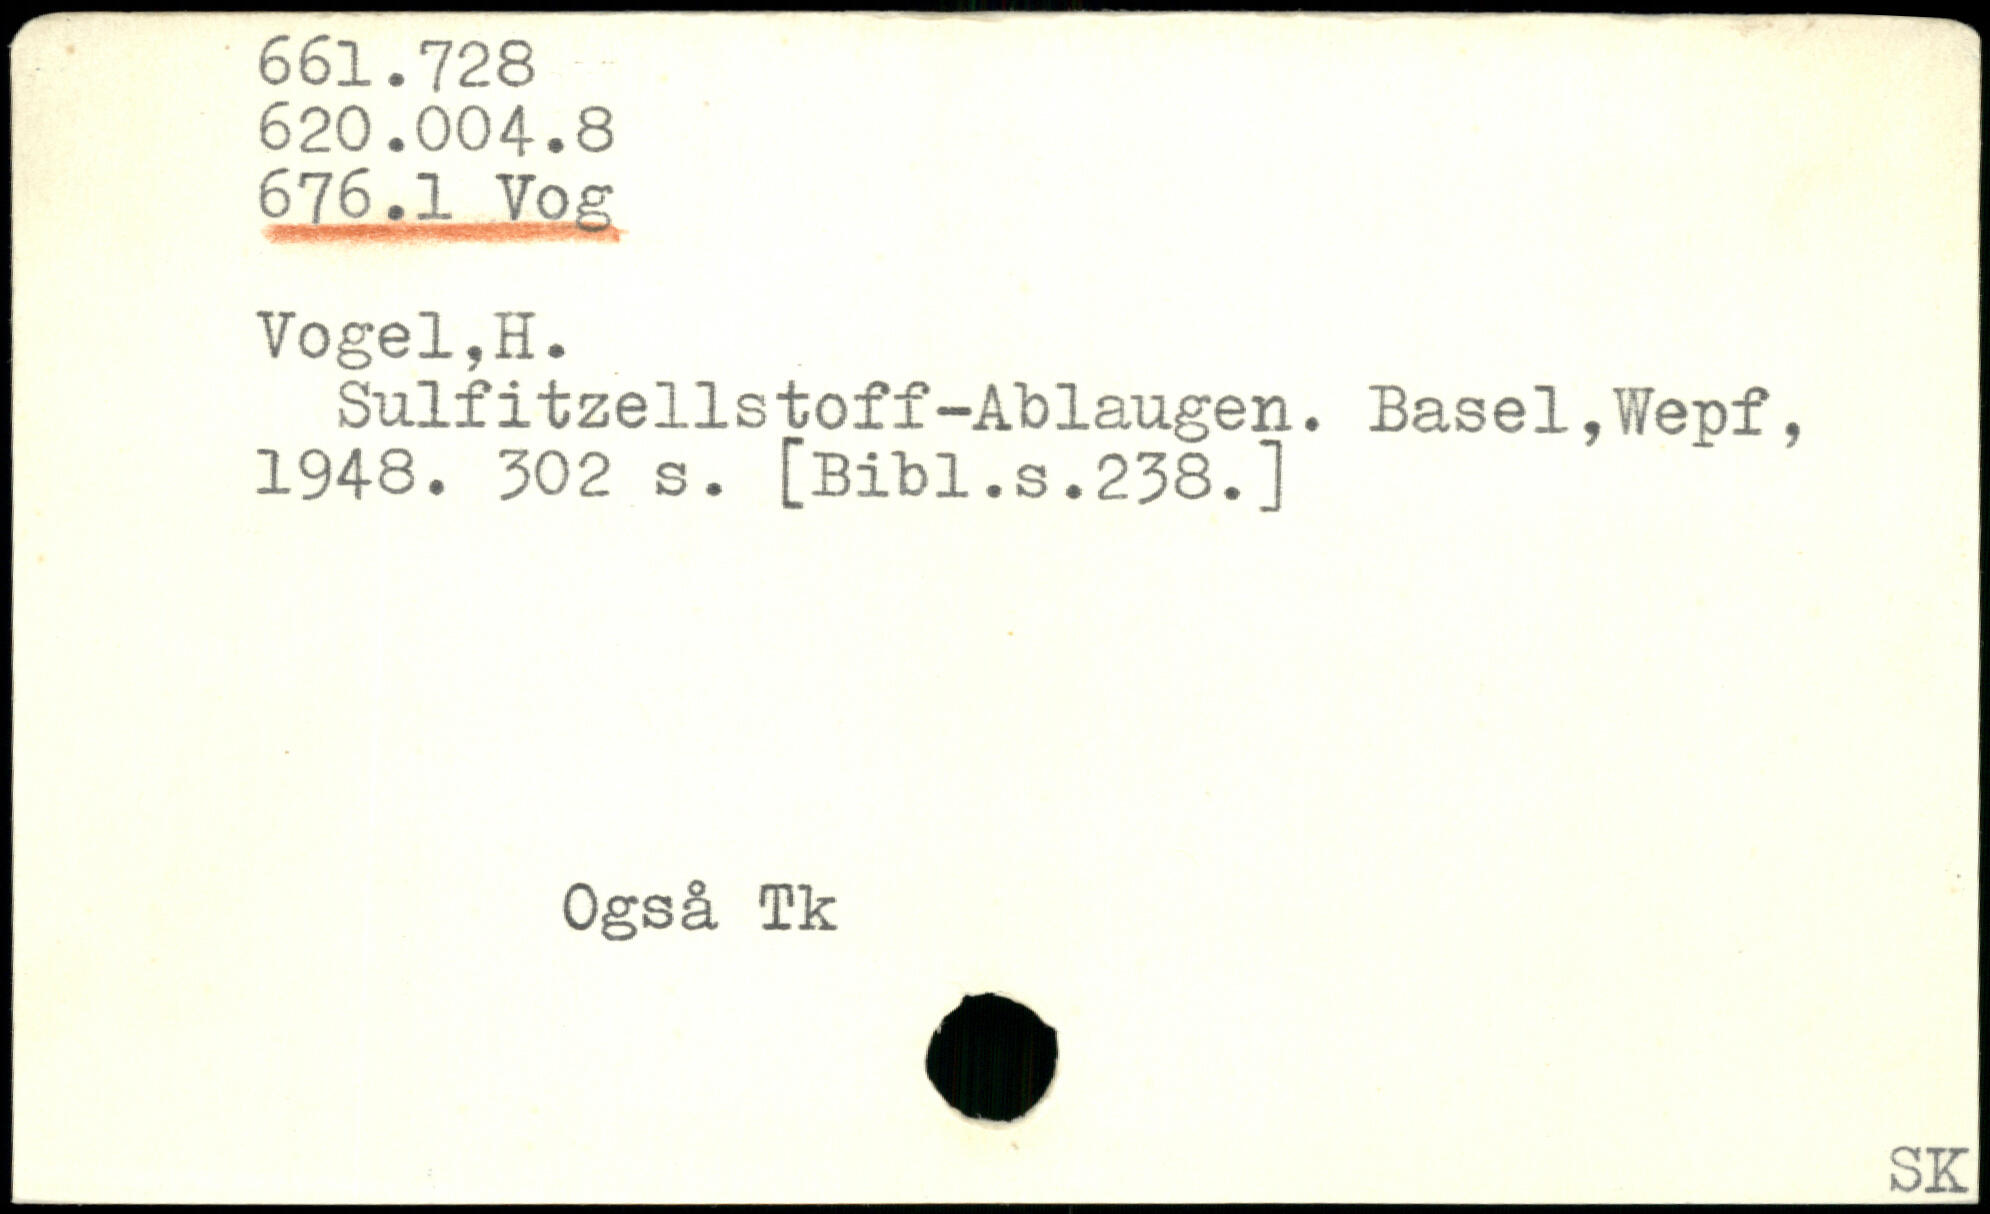 661.728
620.004.8
676.1 Vog
Vogel,H.
Sulfitzellstoff-Ablaugen. Basel,Wepf,
1948. 302 s. [Bibl.s.238.]
Også Tk
SK